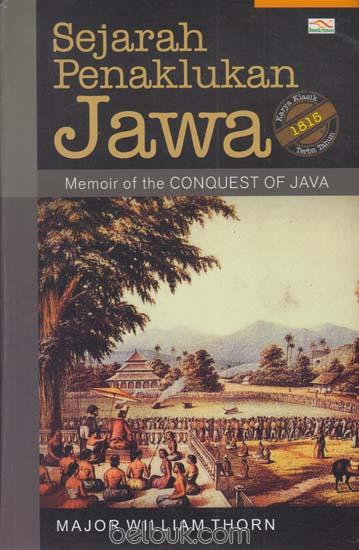 Sejarah
Penaklukan
Jawa
Karya Klasik
1815
Terbit Tahun
Memoir of the CONQUEST OF JAVA
MAJOR WILLIAM THORN
belbuk.com